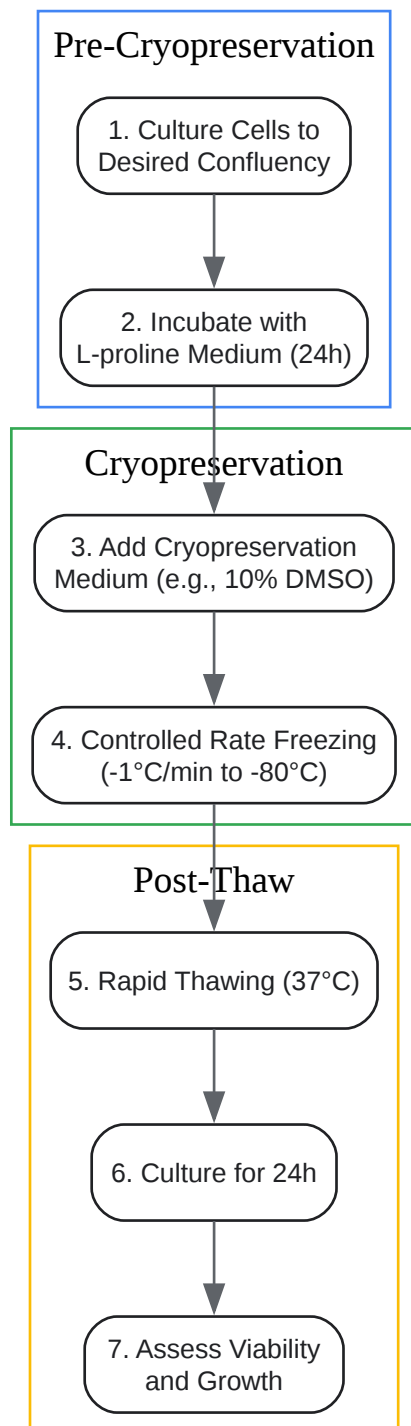 Pre-Cryopreservation
1. Culture Cells to
Desired Confluency
2. Incubate with
L-proline Medium (24h)
Cryopreservation
3. Add Cryopreservation
Medium (e.g., 10% DMSO)
4. Controlled Rate Freezing
(-1°C/min to -80°C)
Post-Thaw
5. Rapid Thawing (37°C)
6. Culture for 24h
7. Assess Viability
and Growth